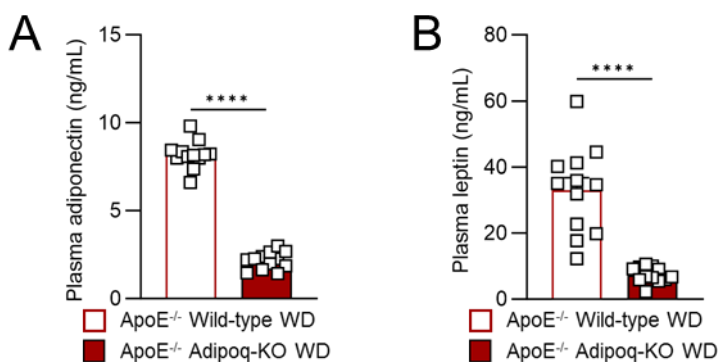 A
Plasma adiponectin (ng/mL)
15
10
5
0
****
ApoE-/- Wild-type WD
ApoE-/- Adipoq-KO WD
B
Plasma leptin (ng/mL)
80
60
40
20
0
****
ApoE-/- Wild-type WD
ApoE-/- Adipoq-KO WD